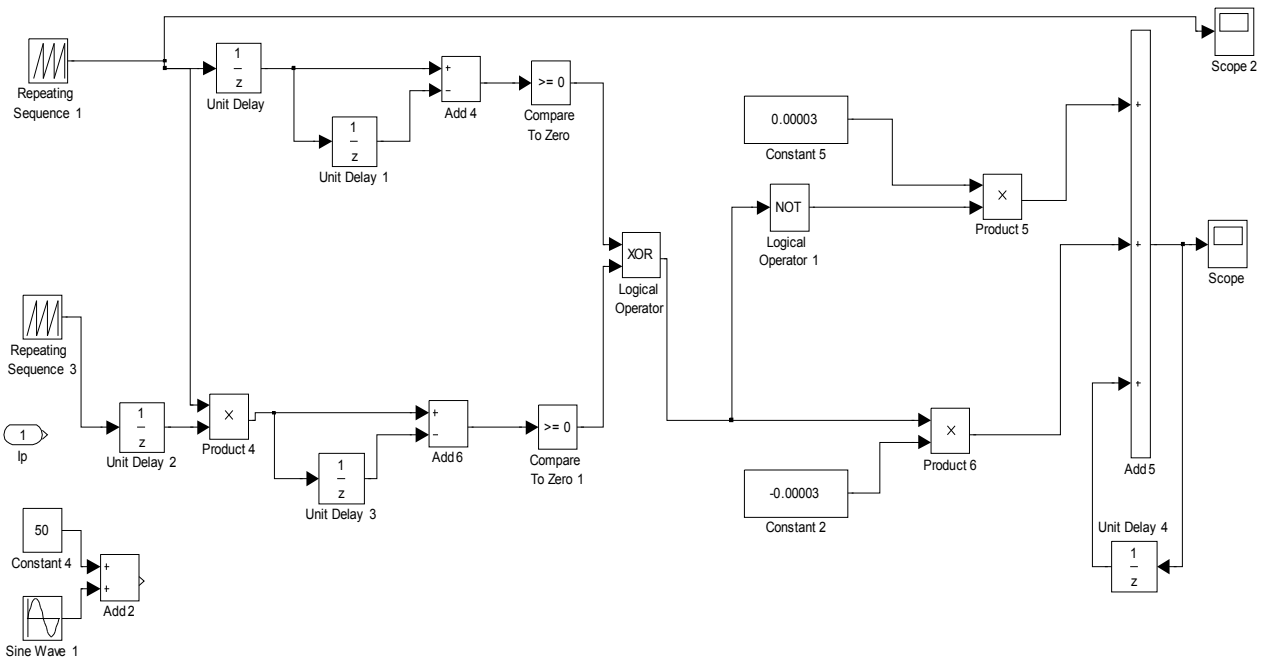 Repeating
Sequence 1
1
z
Unit Delay
1
z
Unit Delay 1
+
−
Add 4
>= 0
Compare
To Zero
Scope 2
0.00003
Constant 5
NOT
Logical
Operator 1
X
Product 5
XOR
Logical
Operator
+
+
+
Add 5
Scope
Repeating
Sequence 3
1
Ip
1
z
Unit Delay 2
X
Product 4
1
z
Unit Delay 3
+
−
Add 6
>= 0
Compare
To Zero 1
X
Product 6
-0.00003
Constant 2
Unit Delay 4
1
z
50
Constant 4
+
+
Add 2
Sine Wave 1